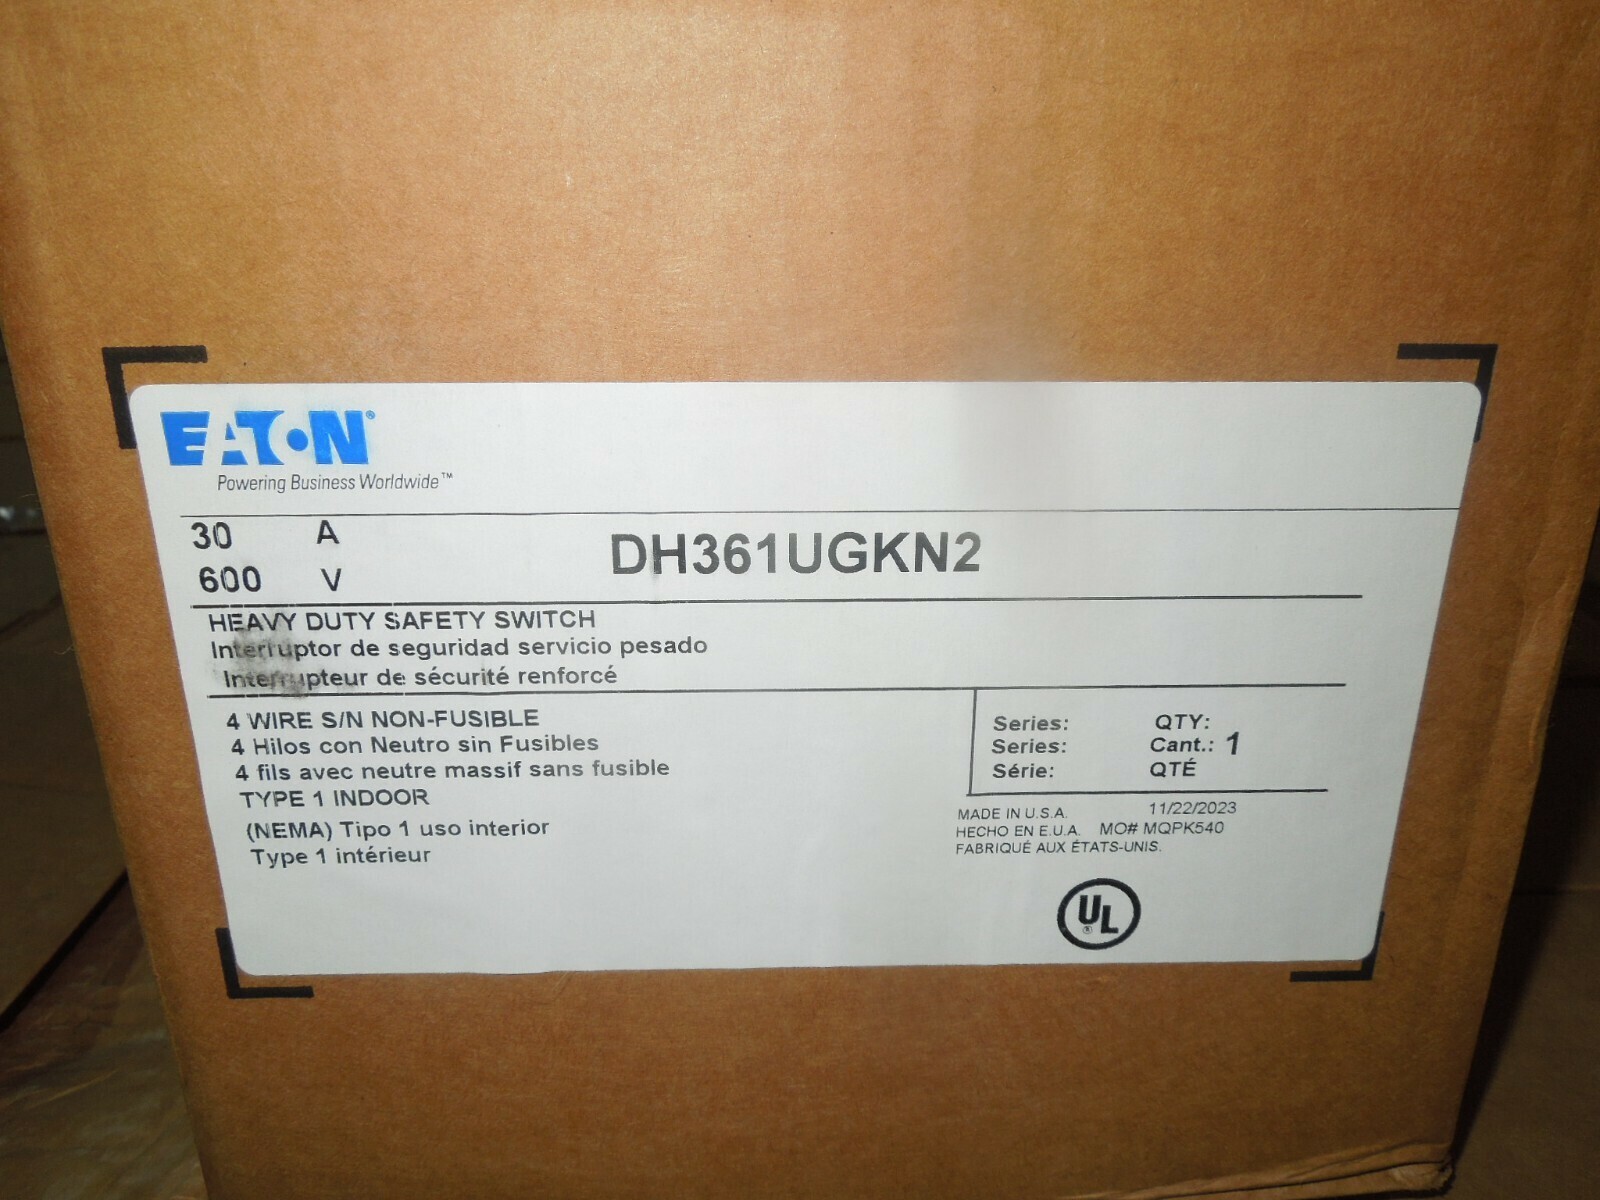 EATON®
Powering Business Worldwide™
30 A
600 V
DH361UGKN2
HEAVY DUTY SAFETY SWITCH
Interruptor de seguridad servicio pesado
Interrupteur de sécurité renforcé
4 WIRE S/N NON-FUSIBLE
4 Hilos con Neutro sin Fusibles
4 fils avec neutre massif sans fusible
TYPE 1 INDOOR
(NEMA) Tipo 1 uso interior
Type 1 intérieur
Series: QTY:
Series: Cant.: 1
Série: QTÉ
MADE IN U.S.A. 11/22/2023
HECHO EN E.U.A. MO# MQPK540
FABRIQUÉ AUX ÉTATS-UNIS.
UL®